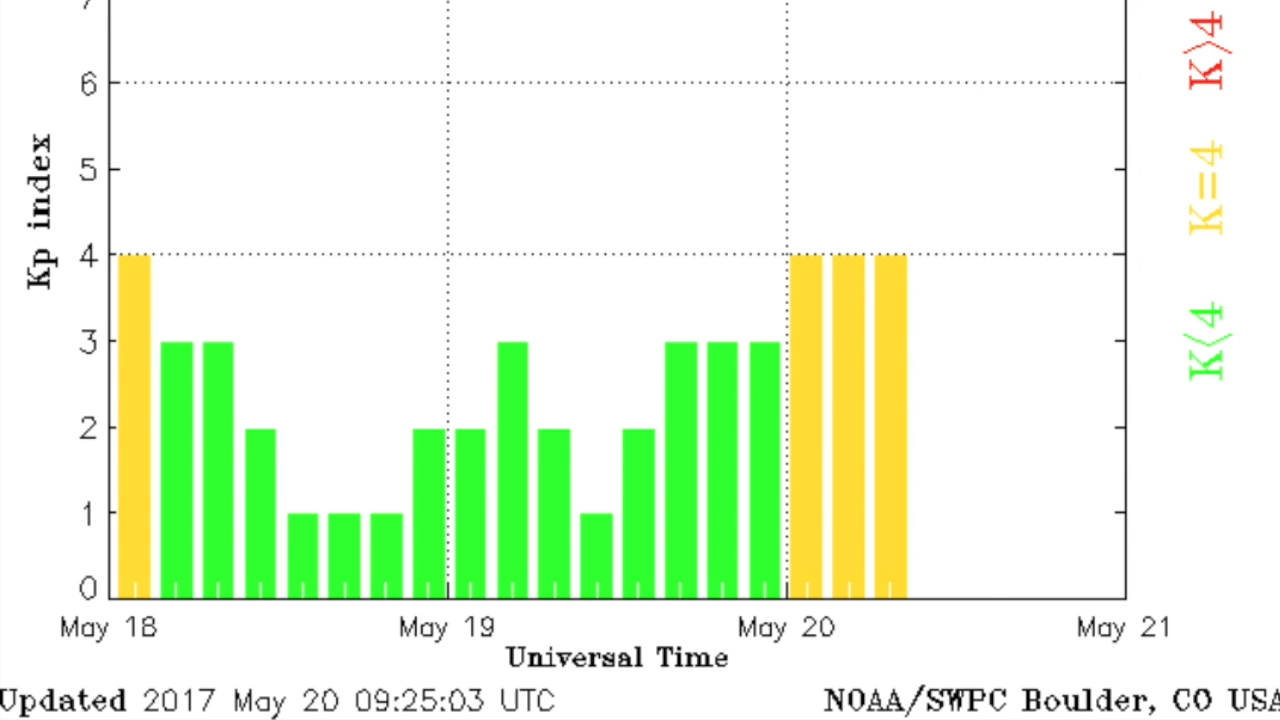 7
6
5
4
3
2
1
0
Kp index
May 18
May 19
May 20
May 21
Universal Time
Updated 2017 May 20 09:25:03 UTC
NOAA/SWPC Boulder, CO USA
K>4
K=4
K<4